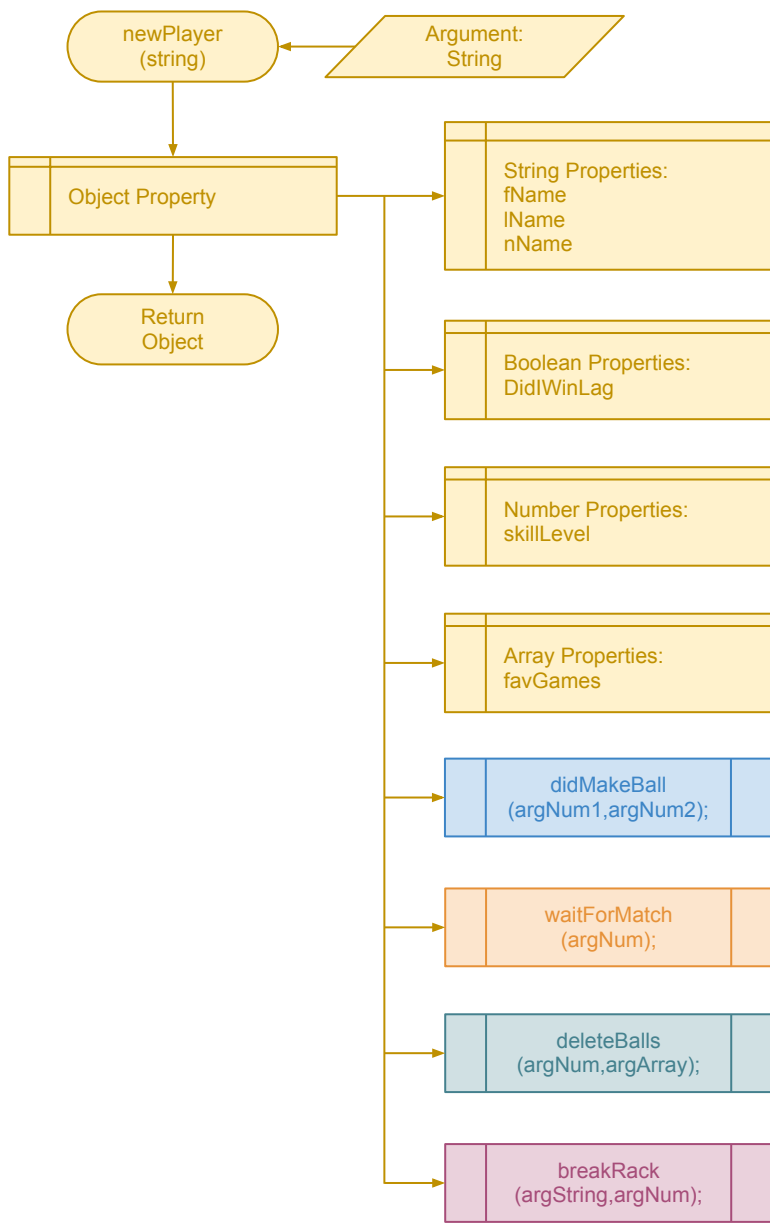 newPlayer
(string)
Argument:
String
Object Property
Return
Object
String Properties:
fName
lName
nName
Boolean Properties:
DidIWinLag
Number Properties:
skillLevel
Array Properties:
favGames
didMakeBall
(argNum1,argNum2);
waitForMatch
(argNum);
deleteBalls
(argNum,argArray);
breakRack
(argString,argNum);